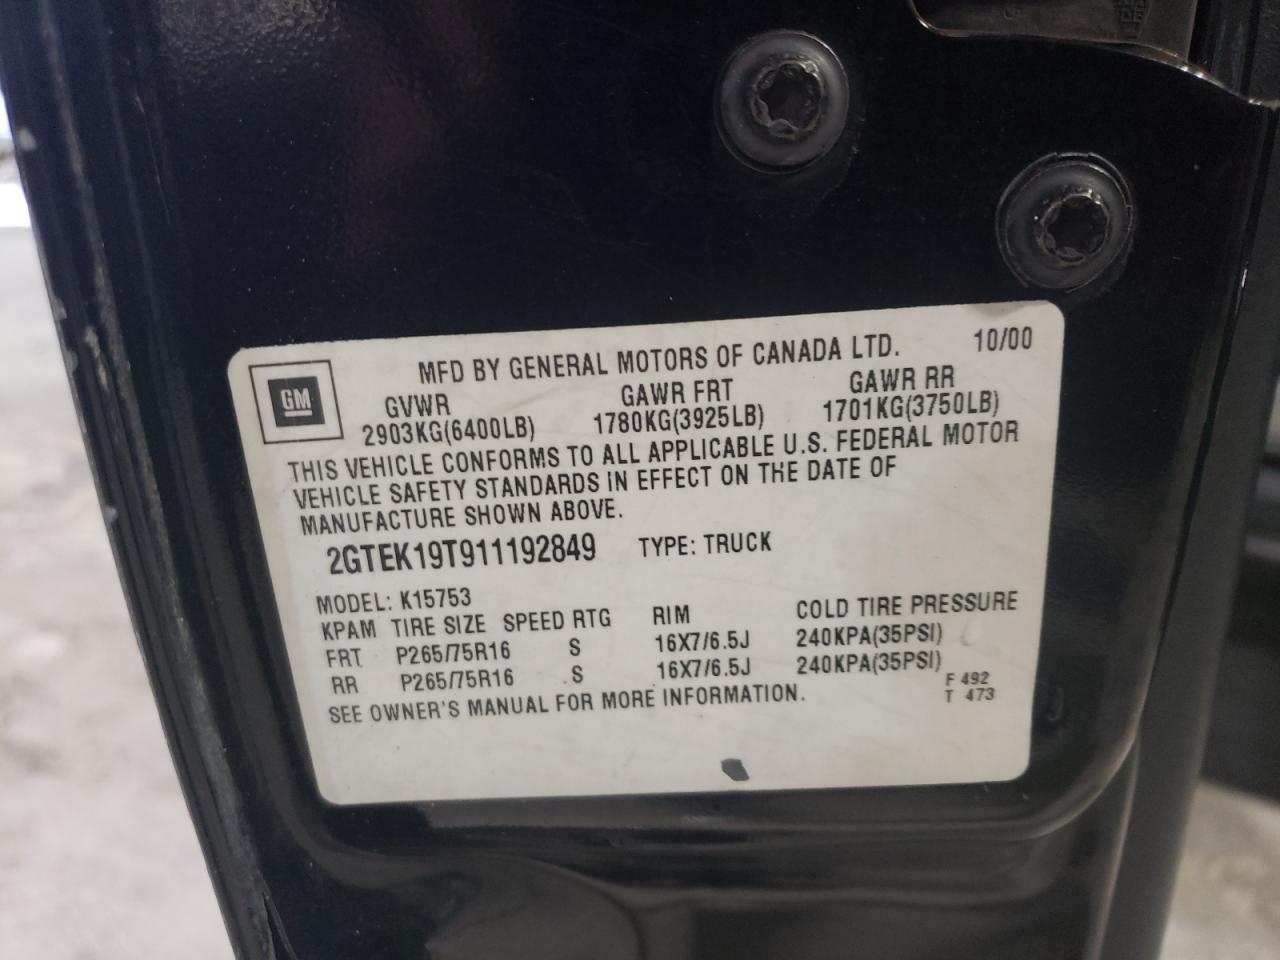 MFD BY GENERAL MOTORS OF CANADA LTD. 10/00
GM
GVWR GAWR FRT GAWR RR
2903KG(6400LB) 1780KG(3925LB) 1701KG(3750LB)
THIS VEHICLE CONFORMS TO ALL APPLICABLE U.S. FEDERAL MOTOR
VEHICLE SAFETY STANDARDS IN EFFECT ON THE DATE OF
MANUFACTURE SHOWN ABOVE.
2GTEK19T911192849 TYPE: TRUCK
MODEL: K15753
KPAM TIRE SIZE SPEED RTG RIM COLD TIRE PRESSURE
FRT P265/75R16 S 16X7/6.5J 240KPA(35PSI)
RR P265/75R16 S 16X7/6.5J 240KPA(35PSI)
SEE OWNER'S MANUAL FOR MORE INFORMATION.
F 492
T 473